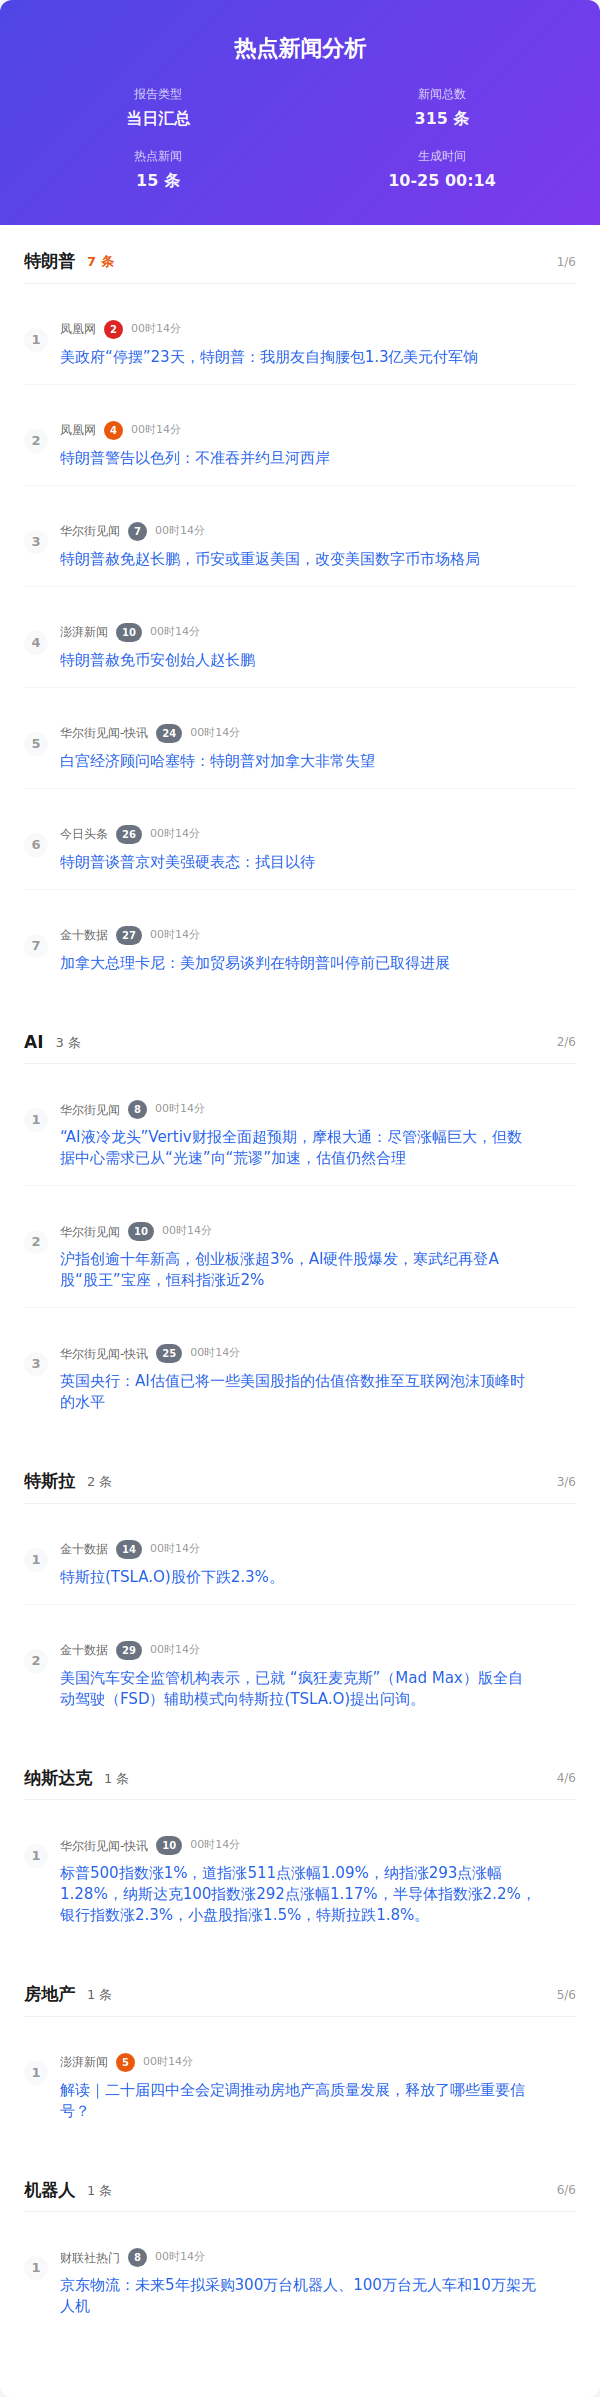 热点新闻分析
报告类型
新闻总数
当日汇总
315 条
热点新闻
生成时间
15 条
10-25 00:14
特朗普 7 条 1/6
1 凤凰网 2 00时14分
美政府“停摆”23天，特朗普：我朋友自掏腰包1.3亿美元付军饷
2 凤凰网 4 00时14分
特朗普警告以色列：不准吞并约旦河西岸
3 华尔街见闻 7 00时14分
特朗普赦免赵长鹏，币安或重返美国，改变美国数字币市场格局
4 澎湃新闻 10 00时14分
特朗普赦免币安创始人赵长鹏
5 华尔街见闻-快讯 24 00时14分
白宫经济顾问哈塞特：特朗普对加拿大非常失望
6 今日头条 26 00时14分
特朗普谈普京对美强硬表态：拭目以待
7 金十数据 27 00时14分
加拿大总理卡尼：美加贸易谈判在特朗普叫停前已取得进展
AI 3 条 2/6
1 华尔街见闻 8 00时14分
“AI液冷龙头”Vertiv财报全面超预期，摩根大通：尽管涨幅巨大，但数
据中心需求已从“光速”向“荒谬”加速，估值仍然合理
2 华尔街见闻 10 00时14分
沪指创逾十年新高，创业板涨超3%，AI硬件股爆发，寒武纪再登A
股“股王”宝座，恒科指涨近2%
3 华尔街见闻-快讯 25 00时14分
英国央行：AI估值已将一些美国股指的估值倍数推至互联网泡沫顶峰时
的水平
特斯拉 2 条 3/6
1 金十数据 14 00时14分
特斯拉(TSLA.O)股价下跌2.3%。
2 金十数据 29 00时14分
美国汽车安全监管机构表示，已就 “疯狂麦克斯”（Mad Max）版全自
动驾驶（FSD）辅助模式向特斯拉(TSLA.O)提出问询。
纳斯达克 1 条 4/6
1 华尔街见闻-快讯 10 00时14分
标普500指数涨1%，道指涨511点涨幅1.09%，纳指涨293点涨幅
1.28%，纳斯达克100指数涨292点涨幅1.17%，半导体指数涨2.2%，
银行指数涨2.3%，小盘股指涨1.5%，特斯拉跌1.8%。
房地产 1 条 5/6
1 澎湃新闻 5 00时14分
解读｜二十届四中全会定调推动房地产高质量发展，释放了哪些重要信
号？
机器人 1 条 6/6
1 财联社热门 8 00时14分
京东物流：未来5年拟采购300万台机器人、100万台无人车和10万架无
人机